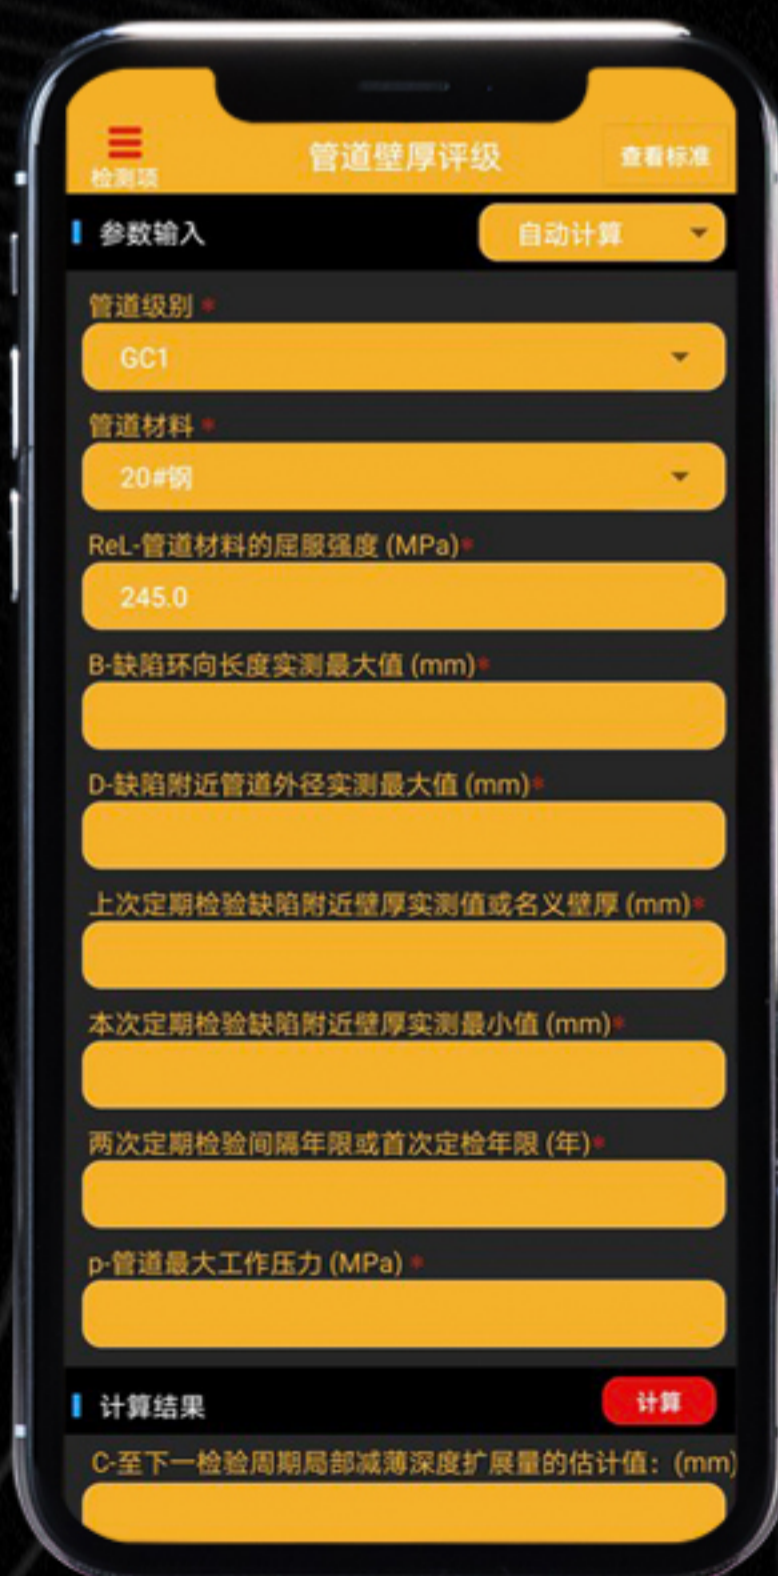 管道壁厚评级
检测项
查看标准
参数输入
自动计算
管道级别 *
GC1
管道材料 *
20#钢
ReL-管道材料的屈服强度 (MPa)*
245.0
B-缺陷环向长度实测最大值 (mm)*
D-缺陷附近管道外径实测最大值 (mm)*
上次定期检验缺陷附近壁厚实测值或名义壁厚 (mm)*
本次定期检验缺陷附近壁厚实测最小值 (mm)*
两次定期检验间隔年限或首次定检年限 (年)*
p-管道最大工作压力 (MPa) *
计算结果
计算
C-至下一检验周期局部减薄深度扩展量的估计值：(mm)